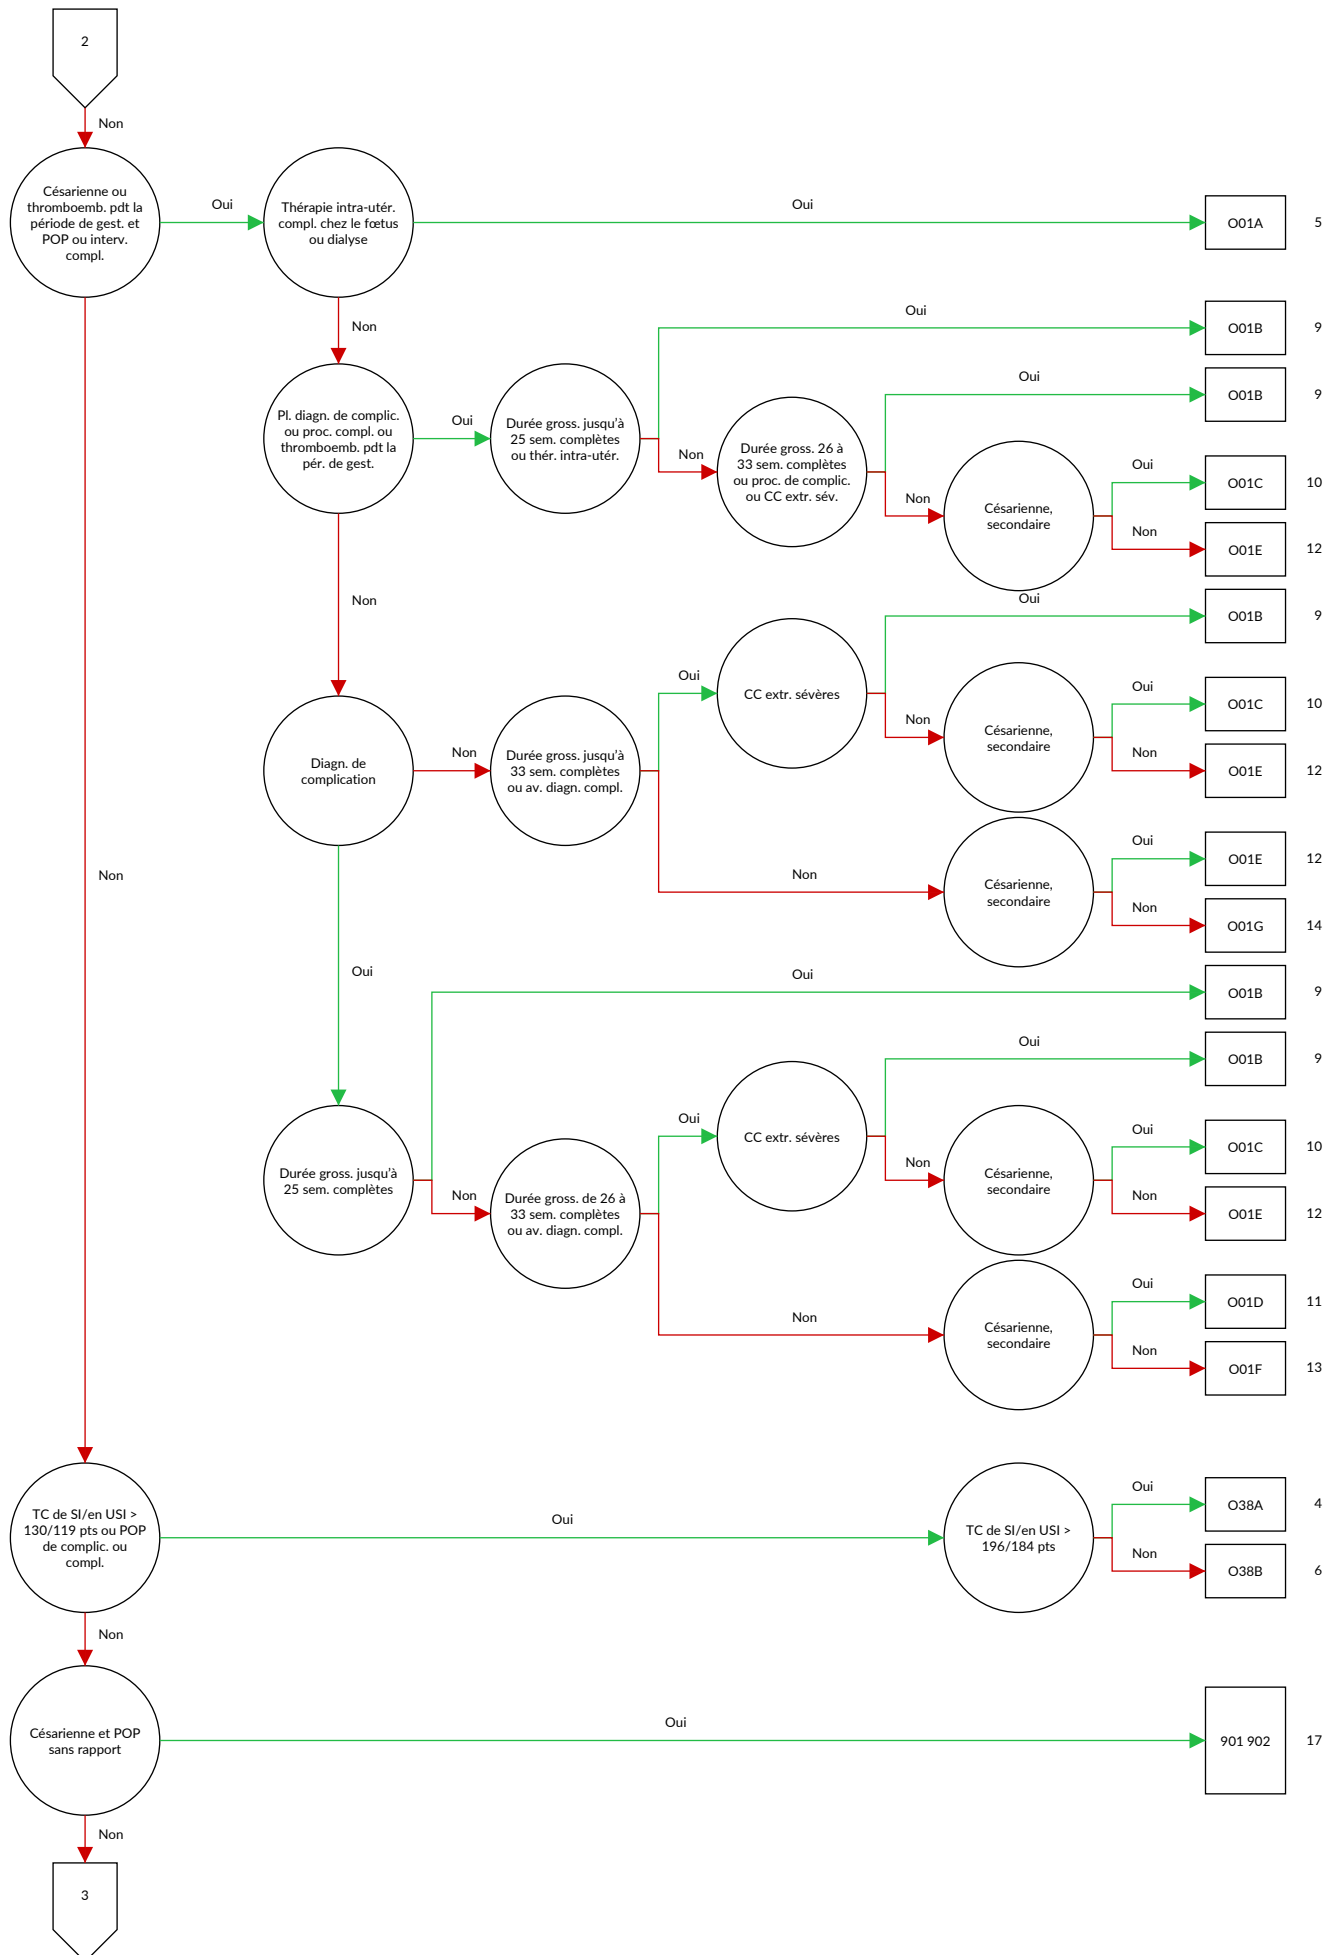 2
Non
Césarienne ou
thromboemb. pdt la
période de gest. et
POP ou interv.
compl.
Oui
Thérapie intra-utér.
compl. chez le fœtus
ou dialyse
Oui
O01A
5
Non
Oui
O01B
9
Pl. diagn. de complic.
ou proc. compl. ou
thromboemb. pdt la
pér. de gest.
Oui
Durée gross. jusqu'à
25 sem. complètes
ou thér. intra-utér.
Non
Durée gross. 26 à
33 sem. complètes
ou proc. de complic.
ou CC extr. sév.
Oui
O01B
9
Non
Césarienne,
secondaire
Oui
O01C
10
Non
O01E
12
Non
Diagn. de
complication
Non
Durée gross. jusqu'à
33 sem. complètes
ou av. diagn. compl.
Oui
CC extr. sévères
Oui
O01B
9
Non
Césarienne,
secondaire
Oui
O01C
10
Non
O01E
12
Non
Césarienne,
secondaire
Oui
O01E
12
Non
O01G
14
Non
Oui
Durée gross. jusqu'à
25 sem. complètes
Oui
O01B
9
Non
Durée gross. de 26 à
33 sem. complètes
ou av. diagn. compl.
Oui
CC extr. sévères
Oui
O01B
9
Non
Césarienne,
secondaire
Oui
O01C
10
Non
O01E
12
Non
Césarienne,
secondaire
Oui
O01D
11
Non
O01F
13
TC de SI/en USI >
130/119 pts ou POP
de complic. ou
compl.
Oui
TC de SI/en USI >
196/184 pts
Oui
O38A
4
Non
O38B
6
Non
Césarienne et POP
sans rapport
Oui
901 902
17
Non
3